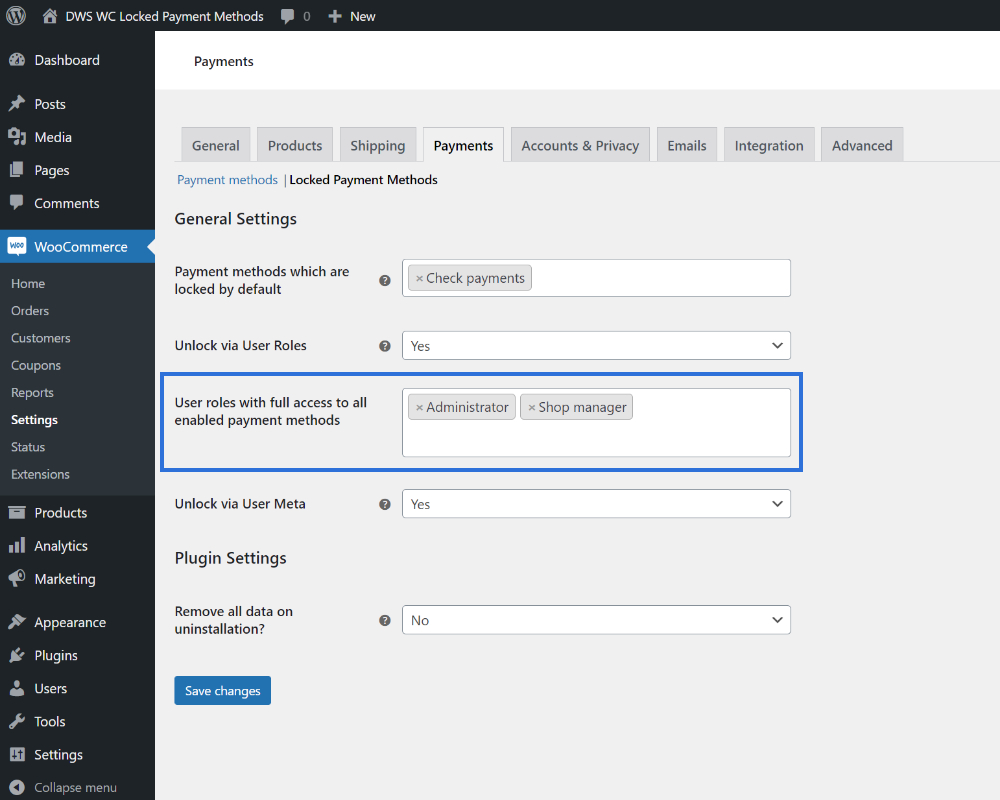 DWS WC Locked Payment Methods 0 New
Dashboard
Posts
Media
Pages
Comments
WooCommerce
Home
Orders
Customers
Coupons
Reports
Settings
Status
Extensions
Products
Analytics
Marketing
Appearance
Plugins
Users
Tools
Settings
Collapse menu
Payments
General Products Shipping Payments Accounts & Privacy Emails Integration Advanced
Payment methods | Locked Payment Methods
General Settings
Payment methods which are
locked by default
? × Check payments
Unlock via User Roles ? Yes
User roles with full access to all
enabled payment methods
× Administrator × Shop manager
Unlock via User Meta ? Yes
Plugin Settings
Remove all data on
uninstallation?
? No
Save changes